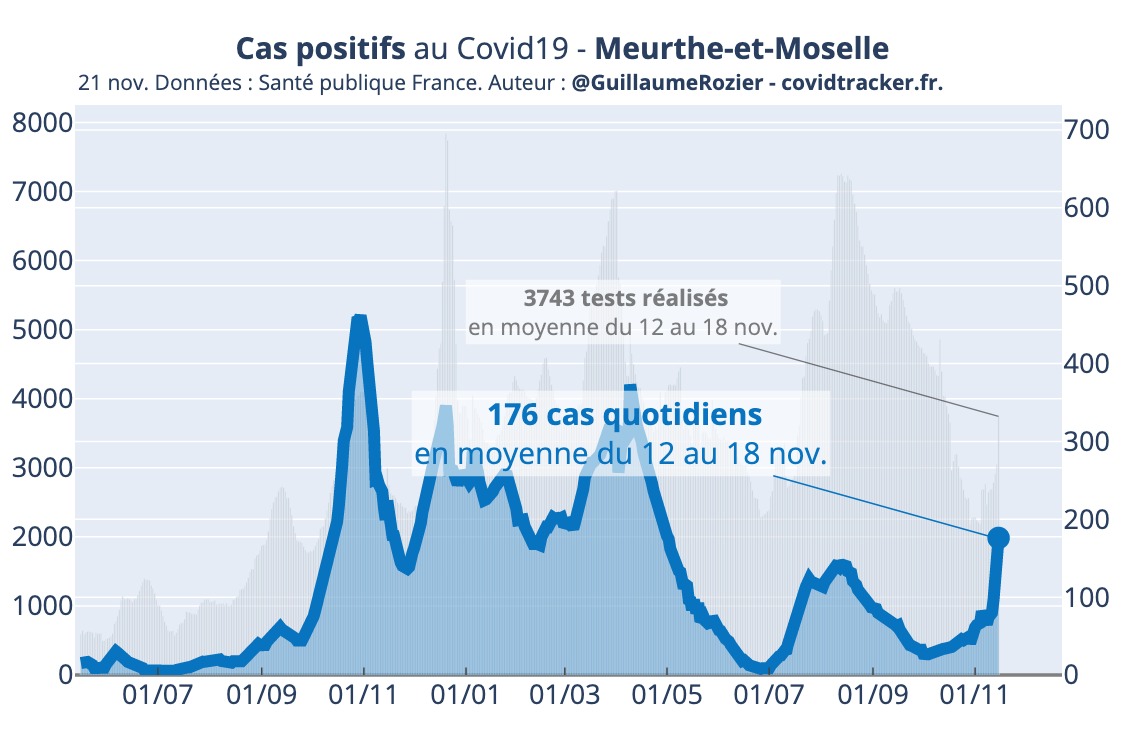 Cas positifs au Covid19 - Meurthe-et-Moselle
21 nov. Données : Santé publique France. Auteur : @GuillaumeRozier - covidtracker.fr.
8000
7000
6000
5000
4000
3000
2000
1000
0
700
600
500
400
300
200
100
0
3743 tests réalisés
en moyenne du 12 au 18 nov.
176 cas quotidiens
en moyenne du 12 au 18 nov.
01/07 01/09 01/11 01/01 01/03 01/05 01/07 01/09 01/11